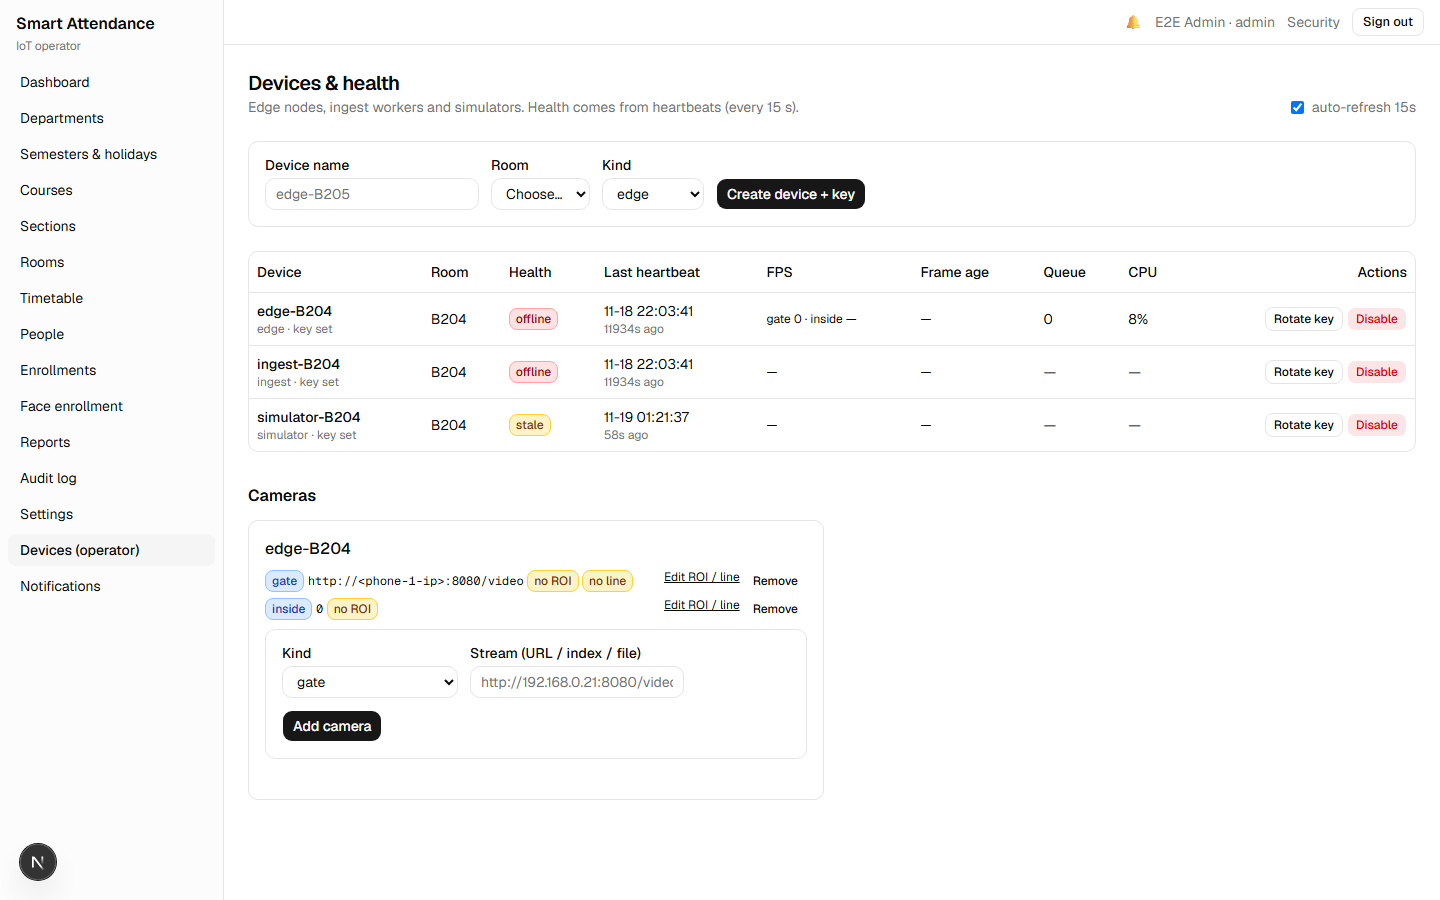 Smart Attendance
IoT operator
Dashboard
Departments
Semesters & holidays
Courses
Sections
Rooms
Timetable
People
Enrollments
Face enrollment
Reports
Audit log
Settings
Devices (operator)
Notifications
N
E2E Admin · admin Security Sign out
Devices & health
Edge nodes, ingest workers and simulators. Health comes from heartbeats (every 15 s).
auto-refresh 15s
Device name Room Kind
edge-B205 Choose... edge Create device + key
Device Room Health Last heartbeat FPS Frame age Queue CPU Actions
edge-B204 B204 offline 11-18 22:03:41 gate 0 · inside — — 0 8% Rotate key Disable
edge · key set 11934s ago
ingest-B204 B204 offline 11-18 22:03:41 — — — — Rotate key Disable
ingest · key set 11934s ago
simulator-B204 B204 stale 11-19 01:21:37 — — — — Rotate key Disable
simulator · key set 58s ago
Cameras
edge-B204
gate http://<phone-1-ip>:8080/video no ROI no line Edit ROI / line Remove
inside 0 no ROI Edit ROI / line Remove
Kind Stream (URL / index / file)
gate http://192.168.0.21:8080/videc
Add camera